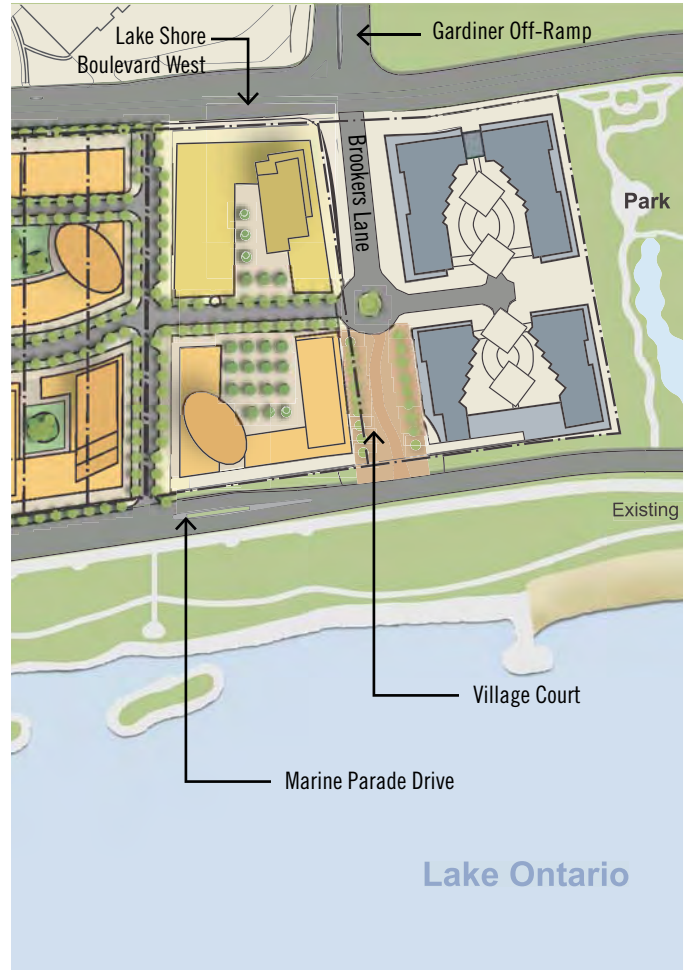 Lake Shore
Boulevard West
Gardiner Off-Ramp
Brookers Lane
Park
Existing
Village Court
Marine Parade Drive
Lake Ontario